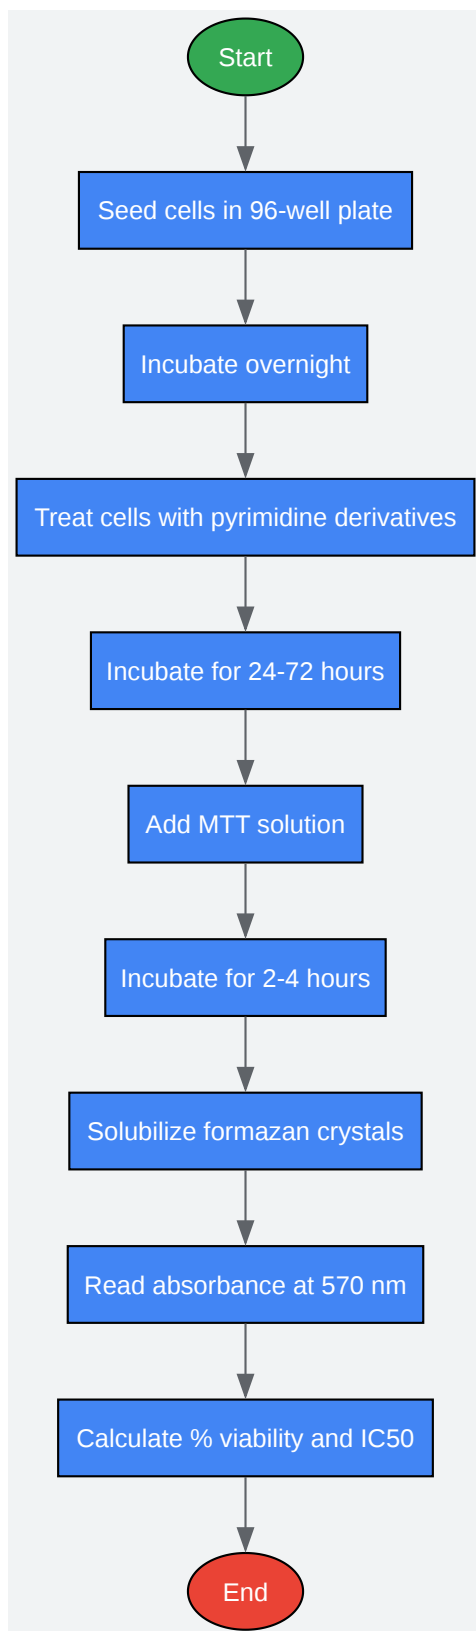 Start
Seed cells in 96-well plate
Incubate overnight
Treat cells with pyrimidine derivatives
Incubate for 24-72 hours
Add MTT solution
Incubate for 2-4 hours
Solubilize formazan crystals
Read absorbance at 570 nm
Calculate % viability and IC50
End